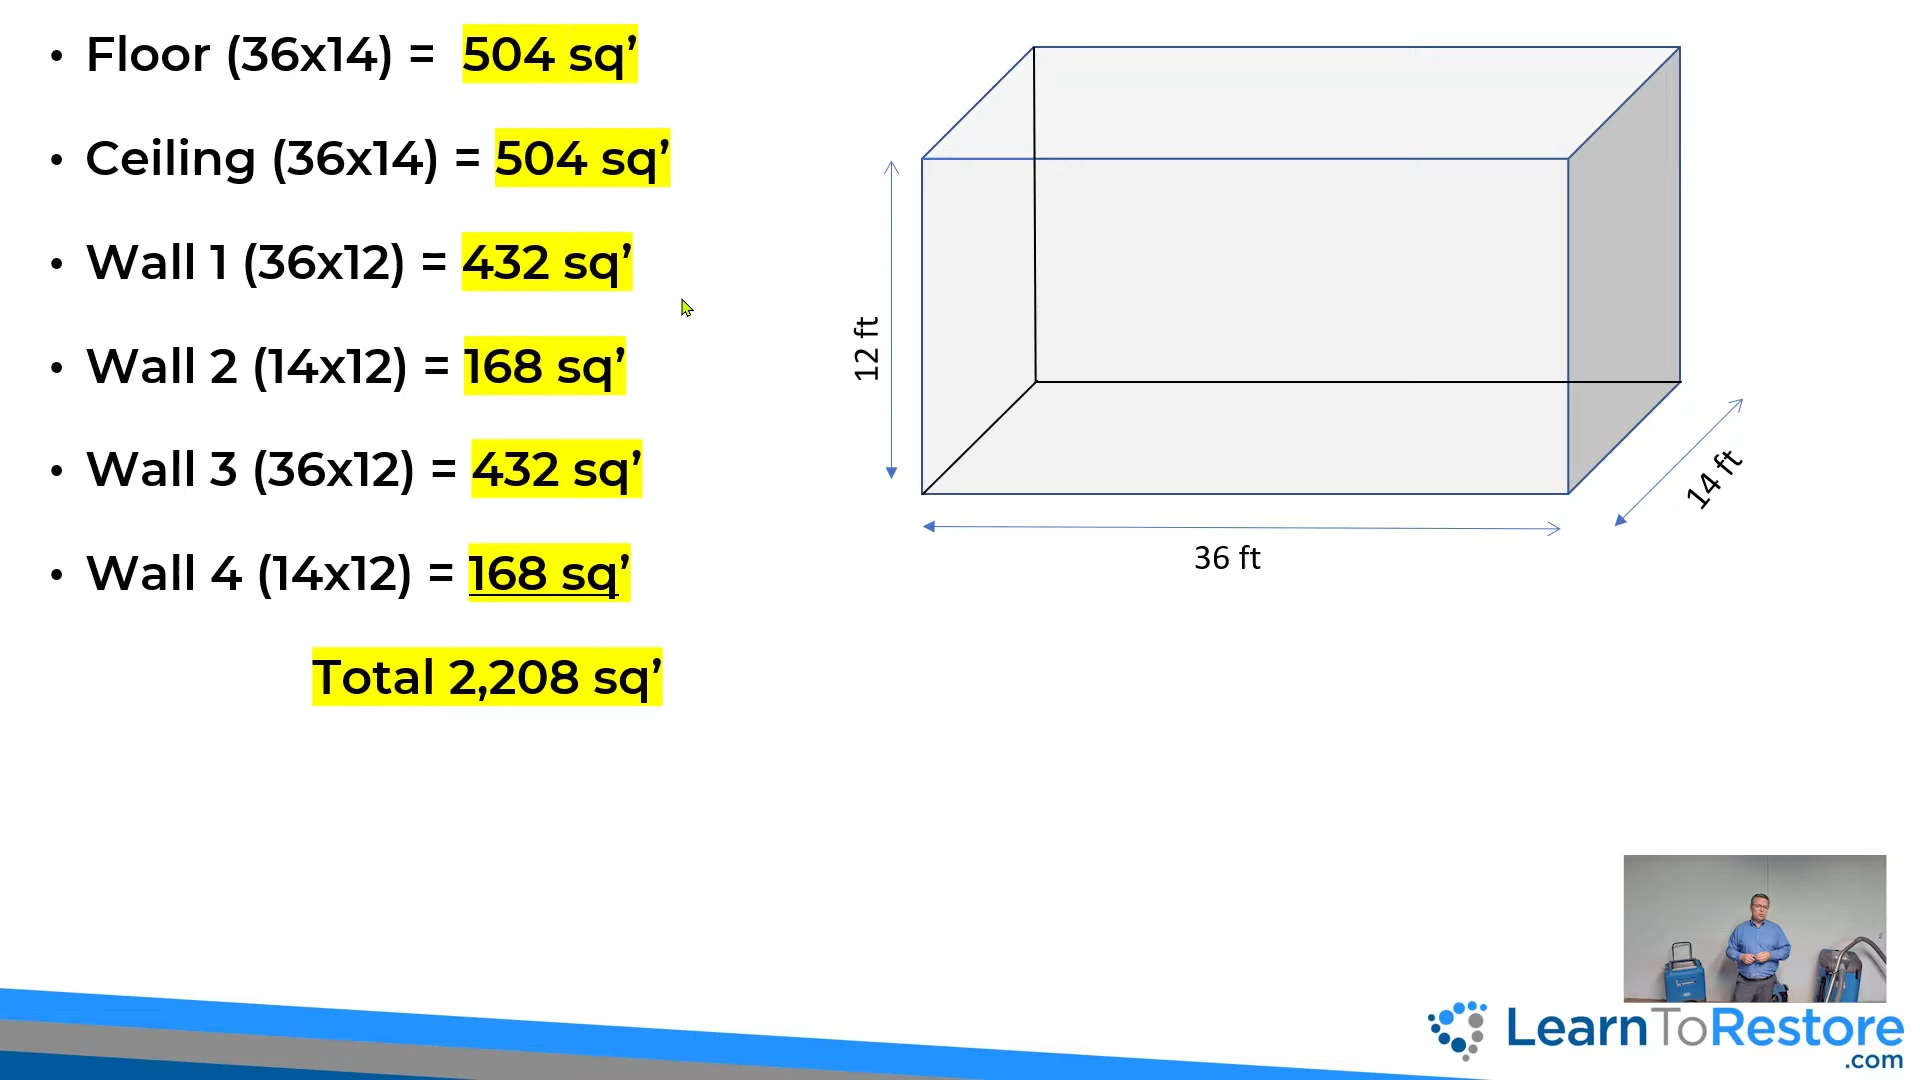 • Floor (36x14) = 504 sq’
• Ceiling (36x14) = 504 sq’
• Wall 1 (36x12) = 432 sq’
• Wall 2 (14x12) = 168 sq’
• Wall 3 (36x12) = 432 sq’
• Wall 4 (14x12) = 168 sq’
Total 2,208 sq’
12 ft
14 ft
36 ft
LearnToRestore
.com